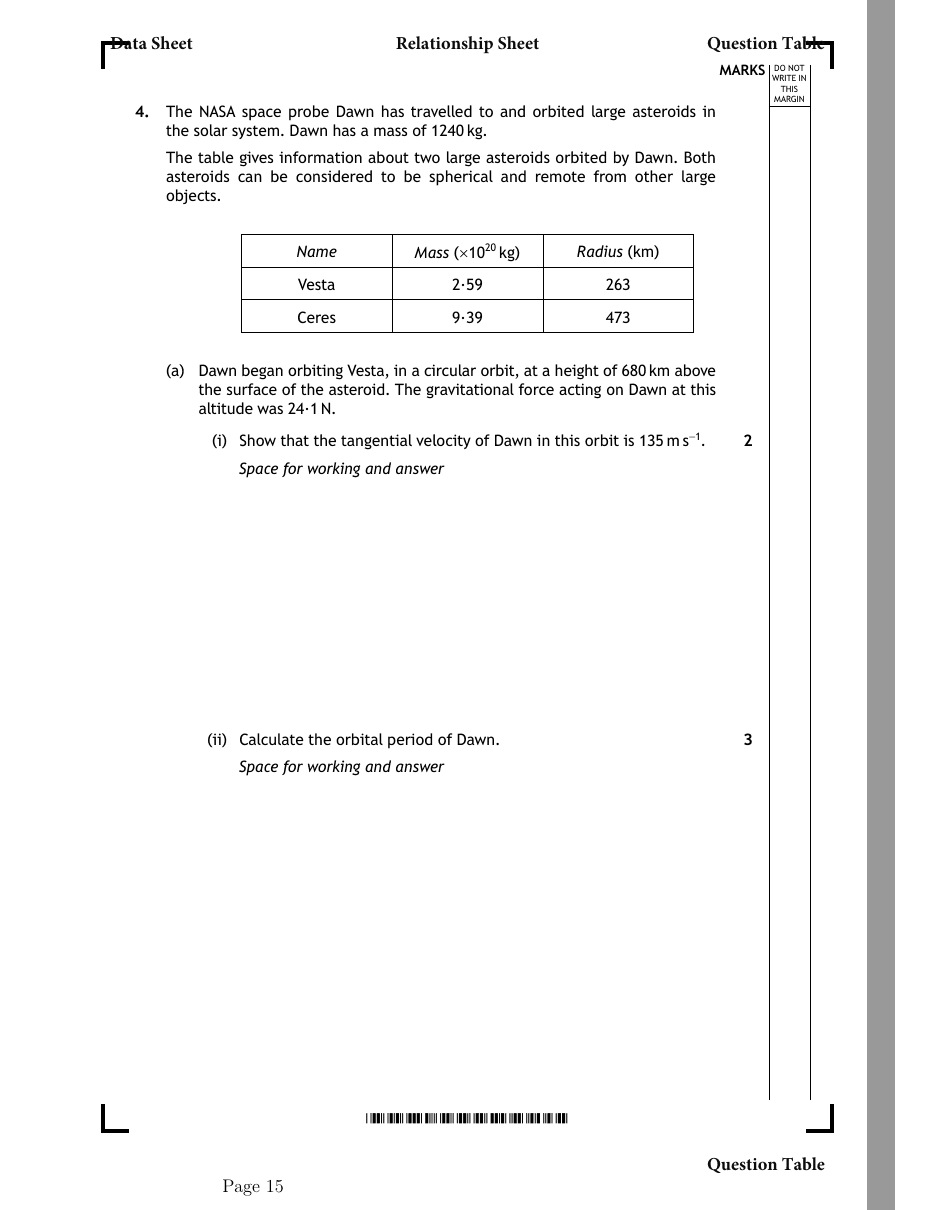 Data Sheet Relationship Sheet Question Table
MARKS
DO NOT
WRITE IN
THIS
MARGIN
4. The NASA space probe Dawn has travelled to and orbited large asteroids in
the solar system. Dawn has a mass of 1240 kg.
The table gives information about two large asteroids orbited by Dawn. Both
asteroids can be considered to be spherical and remote from other large
objects.
Name Mass (×10²⁰ kg) Radius (km)
Vesta 2·59 263
Ceres 9·39 473
(a) Dawn began orbiting Vesta, in a circular orbit, at a height of 680 km above
the surface of the asteroid. The gravitational force acting on Dawn at this
altitude was 24·1 N.
(i) Show that the tangential velocity of Dawn in this orbit is 135 m s⁻¹. 2
Space for working and answer
(ii) Calculate the orbital period of Dawn. 3
Space for working and answer
Question Table
Page 15